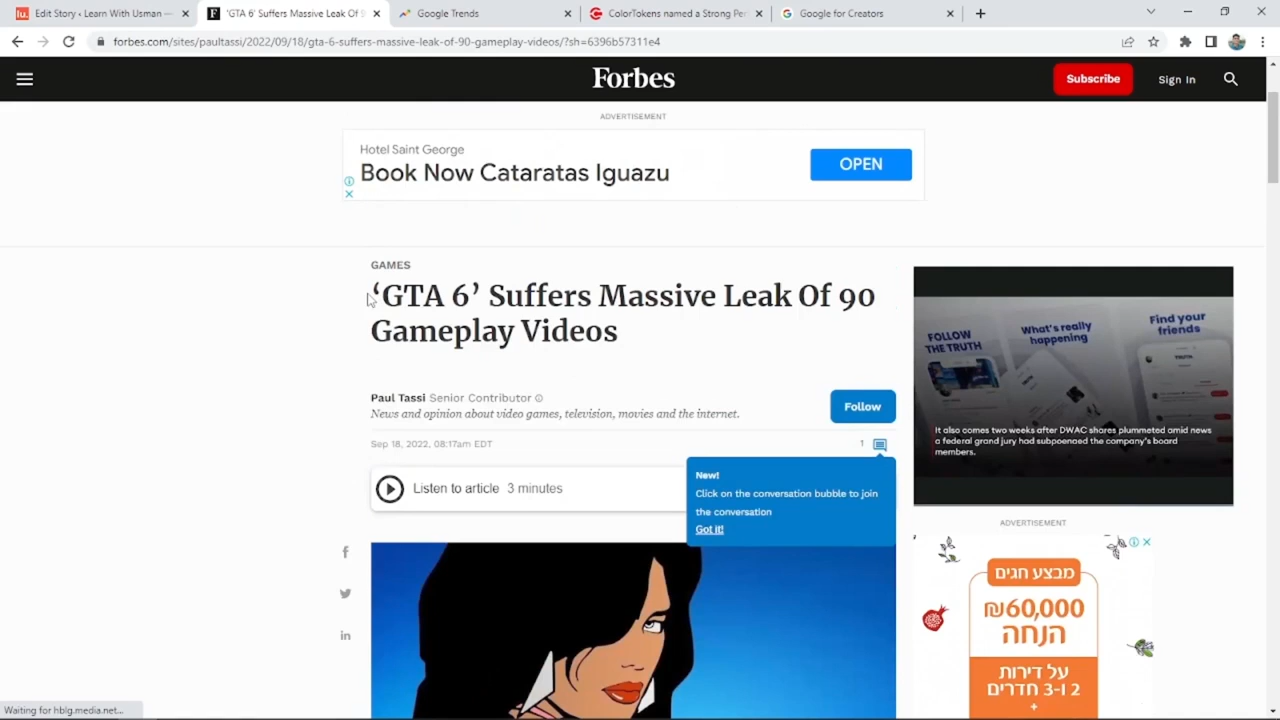 Edit Story ‹ Learn With Usman —
'GTA 6' Suffers Massive Leak Of 9
Google Trends
ColorTokens named a Strong Per
Google for Creators
forbes.com/sites/paultassi/2022/09/18/gta-6-suffers-massive-leak-of-90-gameplay-videos/?sh=6396b57311e4
Forbes
Subscribe
Sign In
ADVERTISEMENT
Hotel Saint George
Book Now Cataratas Iguazu
OPEN
GAMES
‘GTA 6’ Suffers Massive Leak Of 90
Gameplay Videos
Paul Tassi Senior Contributor
News and opinion about video games, television, movies and the internet.
Follow
Sep 18, 2022, 08:17am EDT
1
Listen to article 3 minutes
New!
Click on the conversation bubble to join
the conversation
Got it!
FOLLOW
THE TRUTH
What's really
happening
Find your
friends
TRUTH
It also comes two weeks after DWAC shares plummeted amid news
a federal grand jury had subpoenaed the company's board
members.
ADVERTISEMENT
מבצע חגים
₪60,000
הנחה
על דירות
2 ו-3 חדרים
+
Waiting for hblg.media.net...